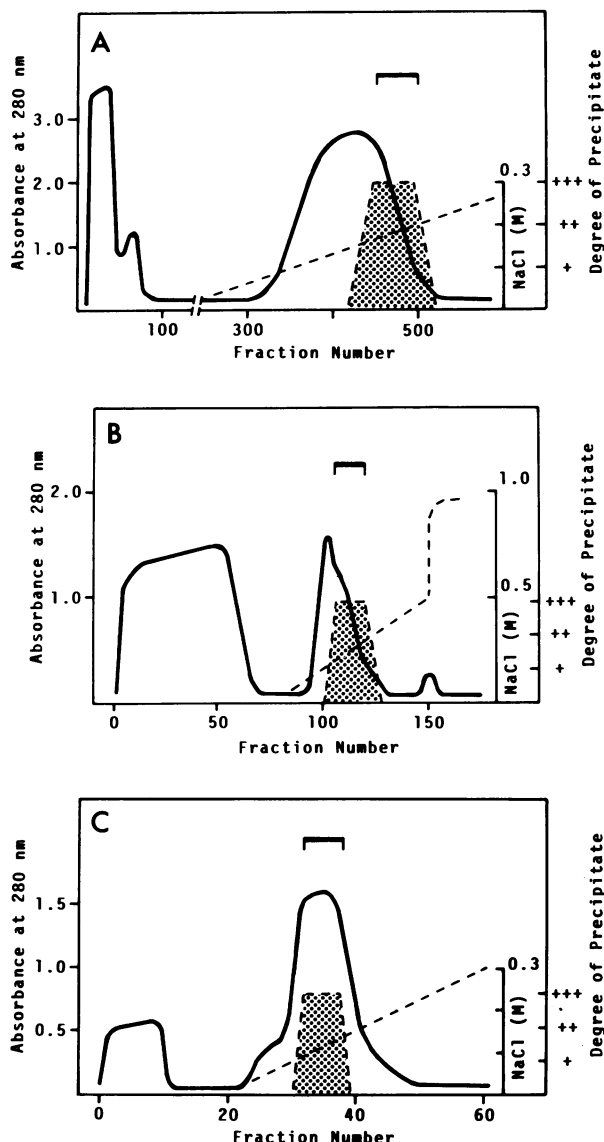 A
Absorbance at 280 nm
3.0
2.0
1.0
100
300
500
Fraction Number
0.3
NaCl (M)
+++
++
+
Degree of Precipitate
B
Absorbance at 280 nm
2.0
1.0
0
50
100
150
Fraction Number
1.0
0.5
NaCl (M)
+++
++
+
Degree of Precipitate
C
Absorbance at 280 nm
1.5
1.0
0.5
0
20
40
60
Fraction Number
0.3
NaCl (M)
+++
++
+
Degree of Precipitate